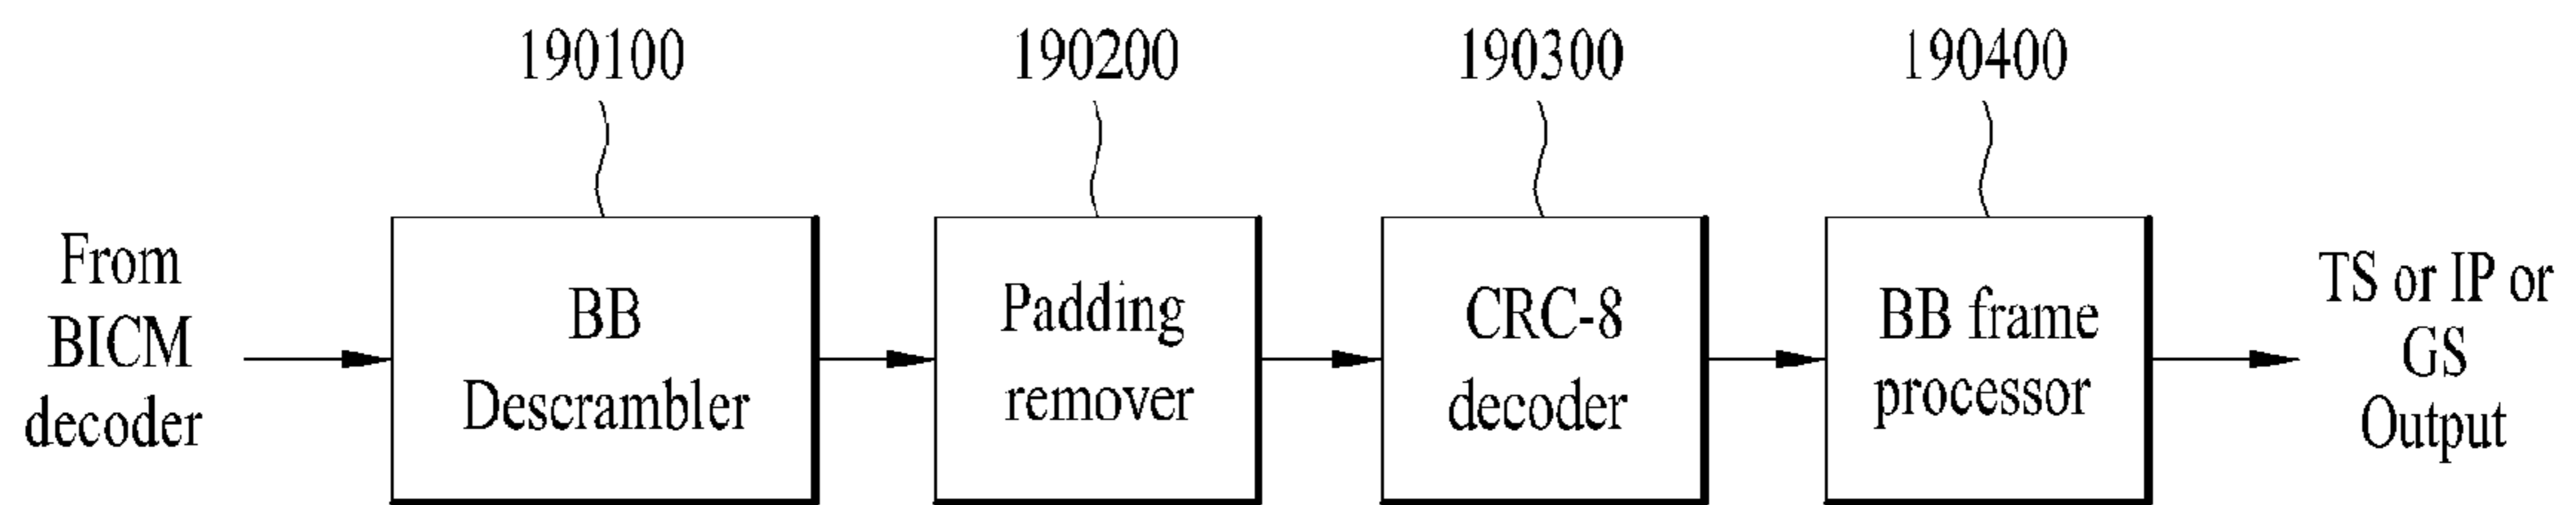 190100
190200
190300
190400
From
BICM
decoder
BB
Descrambler
Padding
remover
CRC-8
decoder
BB frame
processor
TS or IP or
GS
Output